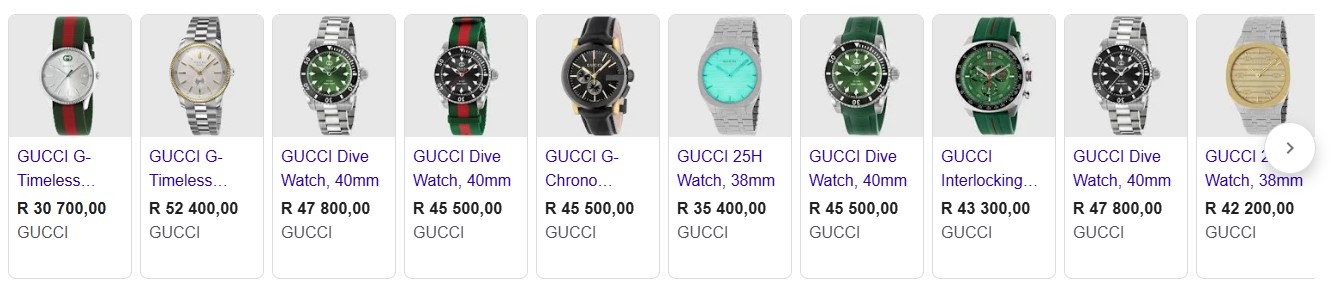 GUCCI G-
Timeless...
R 30 700,00
GUCCI
GUCCI G-
Timeless...
R 52 400,00
GUCCI
GUCCI Dive
Watch, 40mm
R 47 800,00
GUCCI
GUCCI Dive
Watch, 40mm
R 45 500,00
GUCCI
GUCCI G-
Chrono...
R 45 500,00
GUCCI
GUCCI 25H
Watch, 38mm
R 35 400,00
GUCCI
GUCCI Dive
Watch, 40mm
R 45 500,00
GUCCI
GUCCI
Interlocking...
R 43 300,00
GUCCI
GUCCI Dive
Watch, 40mm
R 47 800,00
GUCCI
GUCCI
Watch, 38mm
R 42 200,00
GUCCI